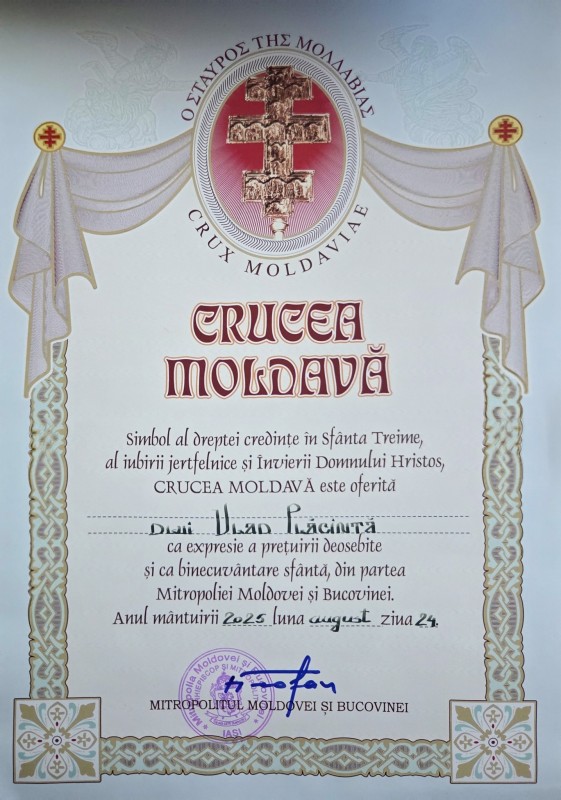 Ο ΣΤΑΥΡΟΣ ΤΗΣ ΜΟΛΔΑΒΙΑΣ
CRUX MOLDAVIAE
CRUCEA
MOLDAVĂ
Simbol al dreptei credințe în Sfânta Treime,
al iubirii jertfelnice și Învierii Domnului Hristos,
CRUCEA MOLDAVĂ este oferită
Dlui Vlad Plăcintă
ca expresie a prețuirii deosebite
și ca binecuvântare sfântă, din partea
Mitropoliei Moldovei și Bucovinei.
Anul mântuirii 2025 luna august ziua 24.
Mitropolia Moldovei și Bucovinei
IAȘI
MITROPOLITUL MOLDOVEI ȘI BUCOVINEI